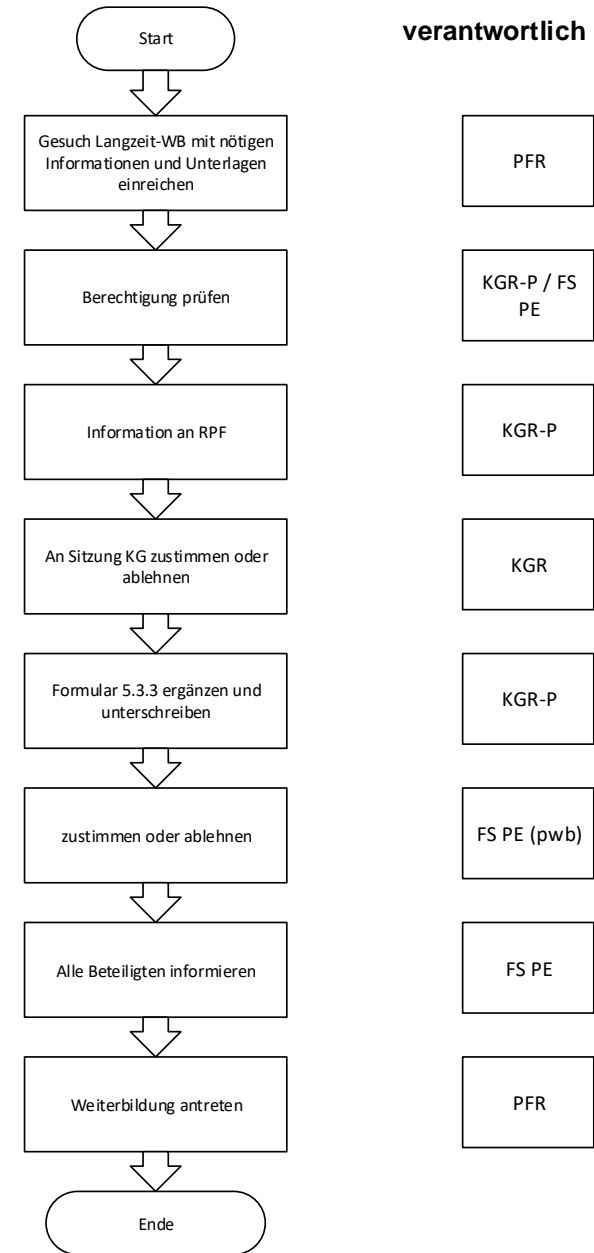 Start
verantwortlich
Gesuch Langzeit-WB mit nötigen
Informationen und Unterlagen
einreichen
PFR
Berechtigung prüfen
KGR-P / FS
PE
Information an RPF
KGR-P
An Sitzung KG zustimmen oder
ablehnen
KGR
Formular 5.3.3 ergänzen und
unterschreiben
KGR-P
zustimmen oder ablehnen
FS PE (pwb)
Alle Beteiligten informieren
FS PE
Weiterbildung antreten
PFR
Ende